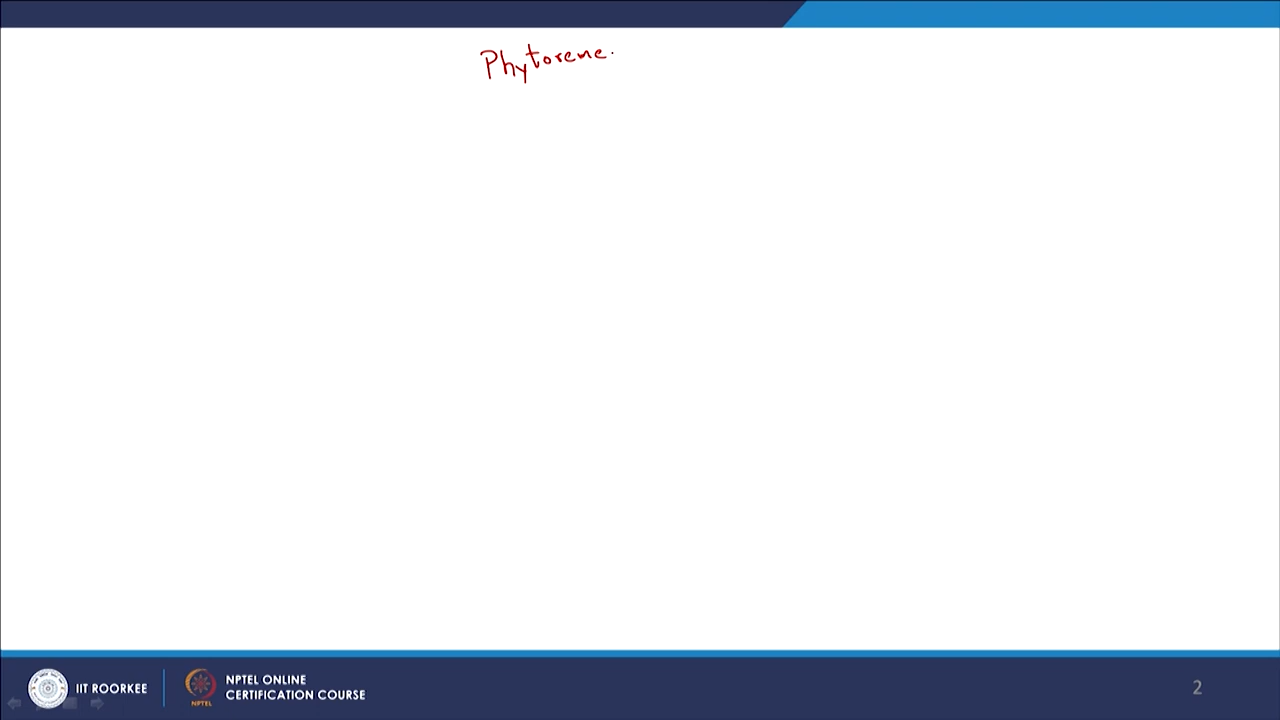 Phytorene.
IIT ROORKEE
NPTEL ONLINE
CERTIFICATION COURSE
NPTEL
2